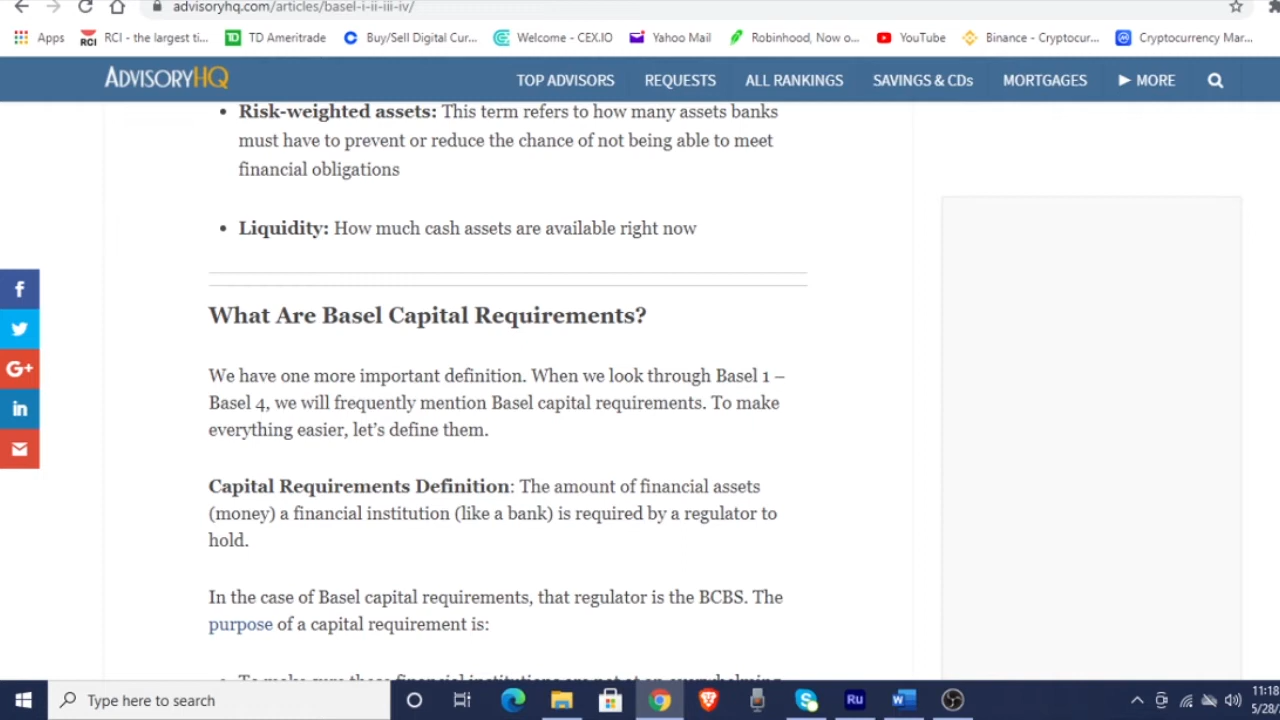 advisoryhq.com/articles/basel-i-ii-iii-iv/
Apps RCI - the largest ti... TD Ameritrade Buy/Sell Digital Cur... Welcome - CEX.IO Yahoo Mail Robinhood, Now o... YouTube Binance - Cryptocur... Cryptocurrency Mar...
ADVISORYHQ TOP ADVISORS REQUESTS ALL RANKINGS SAVINGS & CDs MORTGAGES ► MORE
• Risk-weighted assets: This term refers to how many assets banks
must have to prevent or reduce the chance of not being able to meet
financial obligations
• Liquidity: How much cash assets are available right now
What Are Basel Capital Requirements?
We have one more important definition. When we look through Basel 1 –
Basel 4, we will frequently mention Basel capital requirements. To make
everything easier, let's define them.
Capital Requirements Definition: The amount of financial assets
(money) a financial institution (like a bank) is required by a regulator to
hold.
In the case of Basel capital requirements, that regulator is the BCBS. The
purpose of a capital requirement is:
• To make sure these financial institutions are not at an overwhelming
f
G+
in
Type here to search Ru 11:18
5/28/